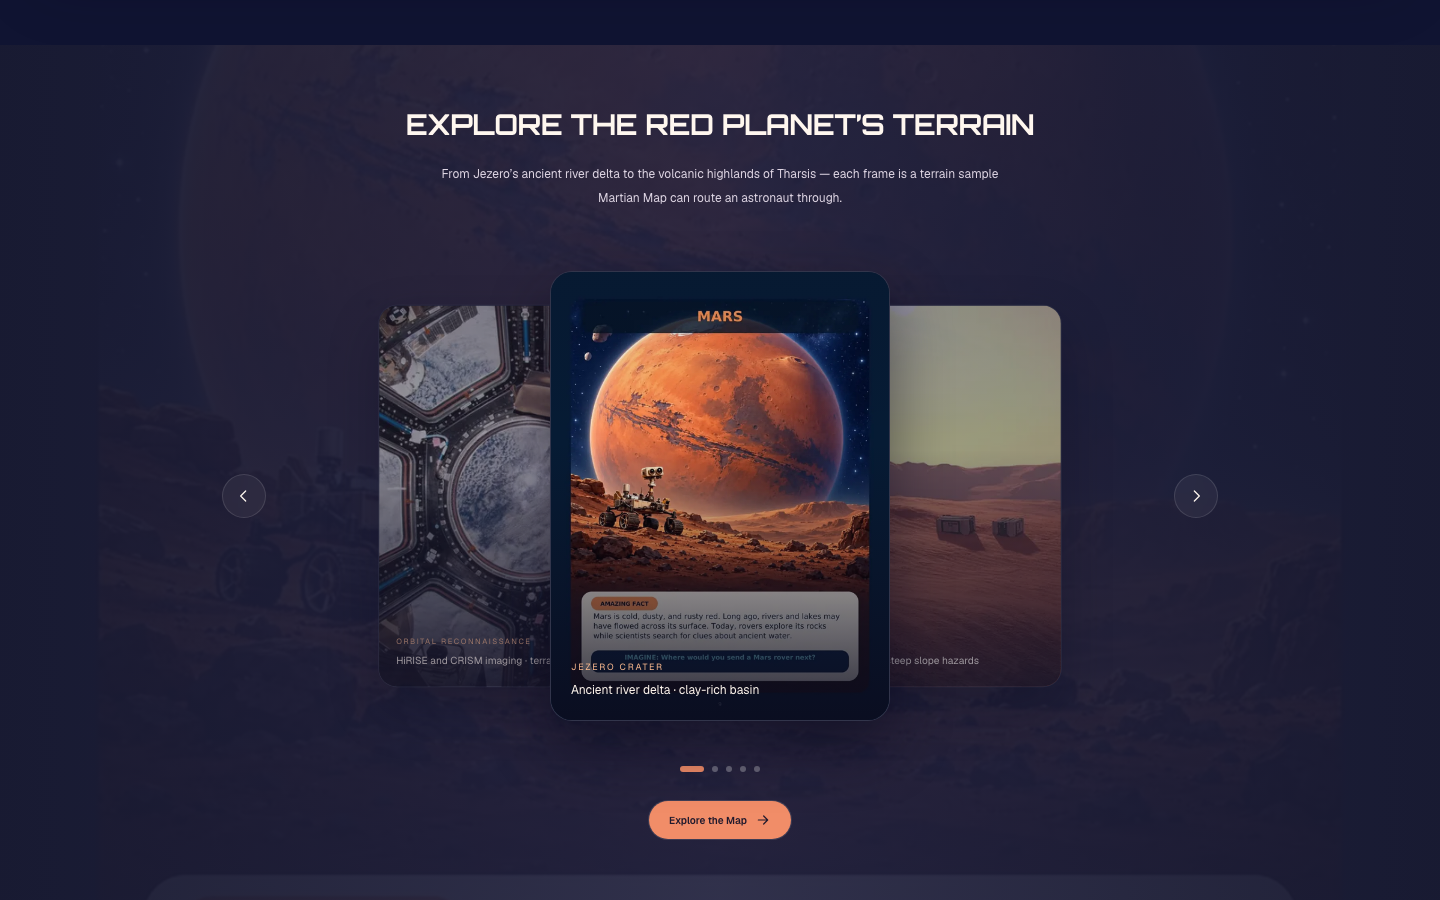 EXPLORE THE RED PLANET'S TERRAIN
From Jezero's ancient river delta to the volcanic highlands of Tharsis — each frame is a terrain sample
Martian Map can route an astronaut through.
MARS
AMAZING FACT
Mars is cold, dusty, and rusty red. Long ago, rivers and lakes may
have flowed across its surface. Today, rovers explore its rocks
while scientists search for clues about ancient water.
IMAGINE: Where would you send a Mars rover next?
JEZERO CRATER
Ancient river delta · clay-rich basin
ORBITAL RECONNAISSANCE
HiRISE and CRISM imaging ·
slope hazards
Explore the Map